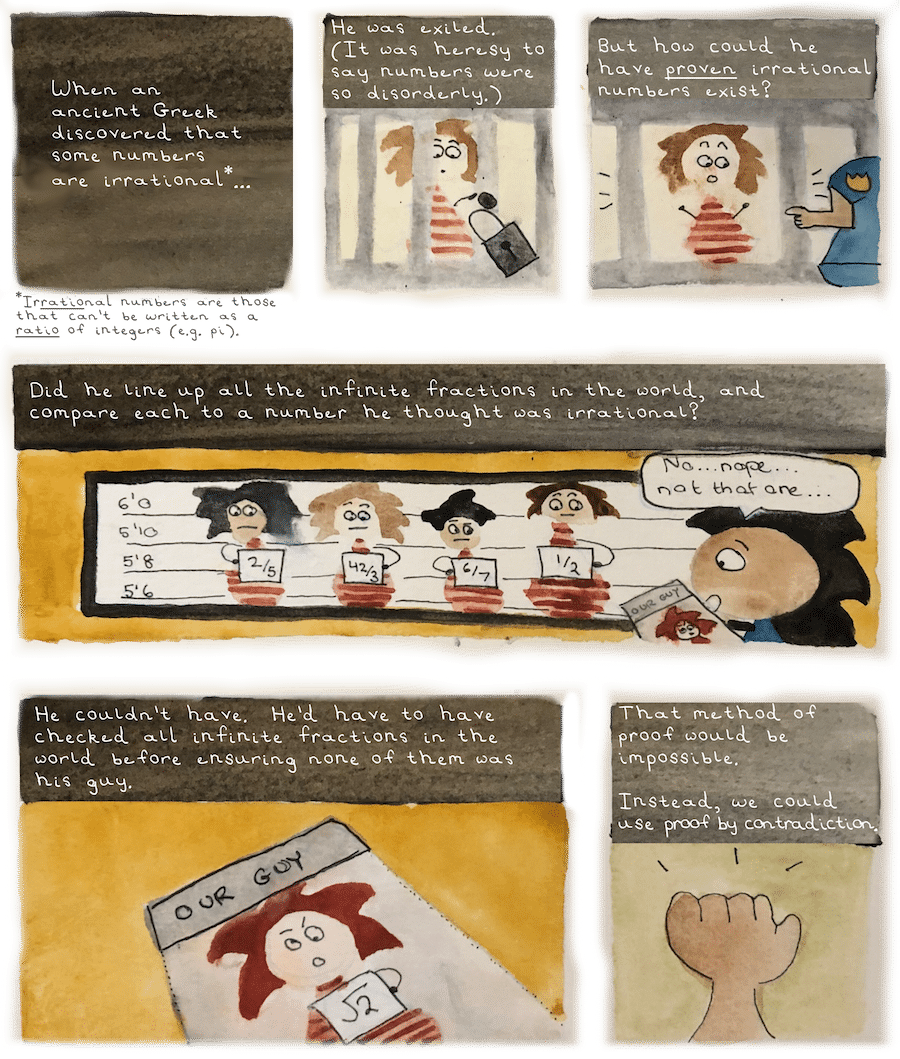 When an
ancient Greek
discovered that
some numbers
are irrational*...
*Irrational numbers are those
that can't be written as a
ratio of integers (e.g. pi).
He was exiled.
(It was heresy to
say numbers were
so disorderly.)
But how could he
have proven irrational
numbers exist?
Did he line up all the infinite fractions in the world, and
compare each to a number he thought was irrational?
No...nope...
not that one...
6'0
5'10
5'8
5'6
2/5
42/3
6/7
1/2
OUR GUY
He couldn't have. He'd have to have
checked all infinite fractions in the
world before ensuring none of them was
his guy.
OUR GUY
√2
That method of
proof would be
impossible.
Instead, we could
use proof by contradiction.